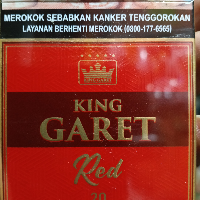 MEROKOK SEBABKAN KANKER TENGGOROKAN
LAYANAN BERHENTI MEROKOK (0800-177-6565)
KING
GARET
Red
20